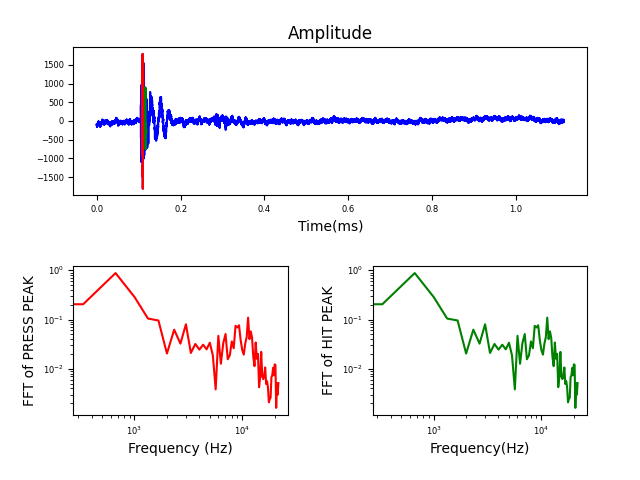 Amplitude
1500
1000
500
0
−500
−1000
−1500
0.0 0.2 0.4 0.6 0.8 1.0
Time(ms)
FFT of PRESS PEAK
10⁰
10⁻¹
10⁻²
10³ 10⁴
Frequency (Hz)
FFT of HIT PEAK
10⁰
10⁻¹
10⁻²
10³ 10⁴
Frequency(Hz)